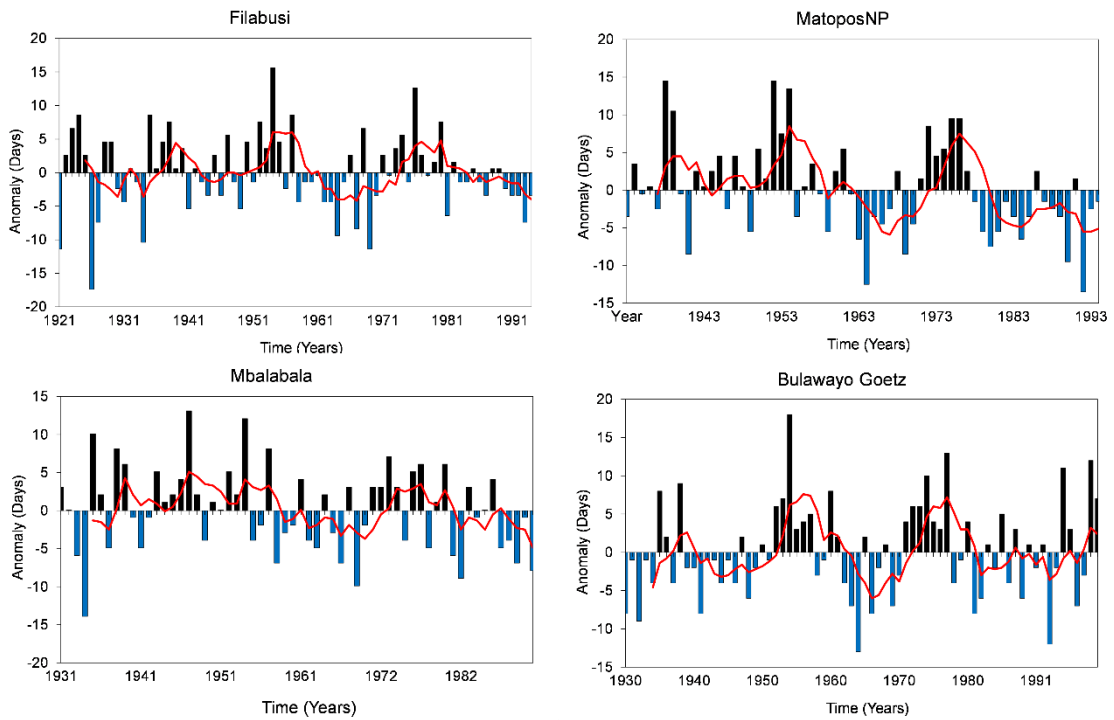 Filabusi
20
15
10
5
0
-5
-10
-15
-20
Anomaly (Days)
1921 1931 1941 1951 1961 1971 1981 1991
Time (Years)
MatoposNP
20
15
10
5
0
-5
-10
-15
Anomaly (Days)
Year 1943 1953 1963 1973 1983 1993
Time (Years)
Mbalabala
15
10
5
0
-5
-10
-15
-20
Anomaly (Days)
1931 1941 1951 1961 1972 1982
Time (Years)
Bulawayo Goetz
20
15
10
5
0
-5
-10
-15
Anomaly (Days)
1930 1940 1950 1960 1970 1980 1991
Time (Years)